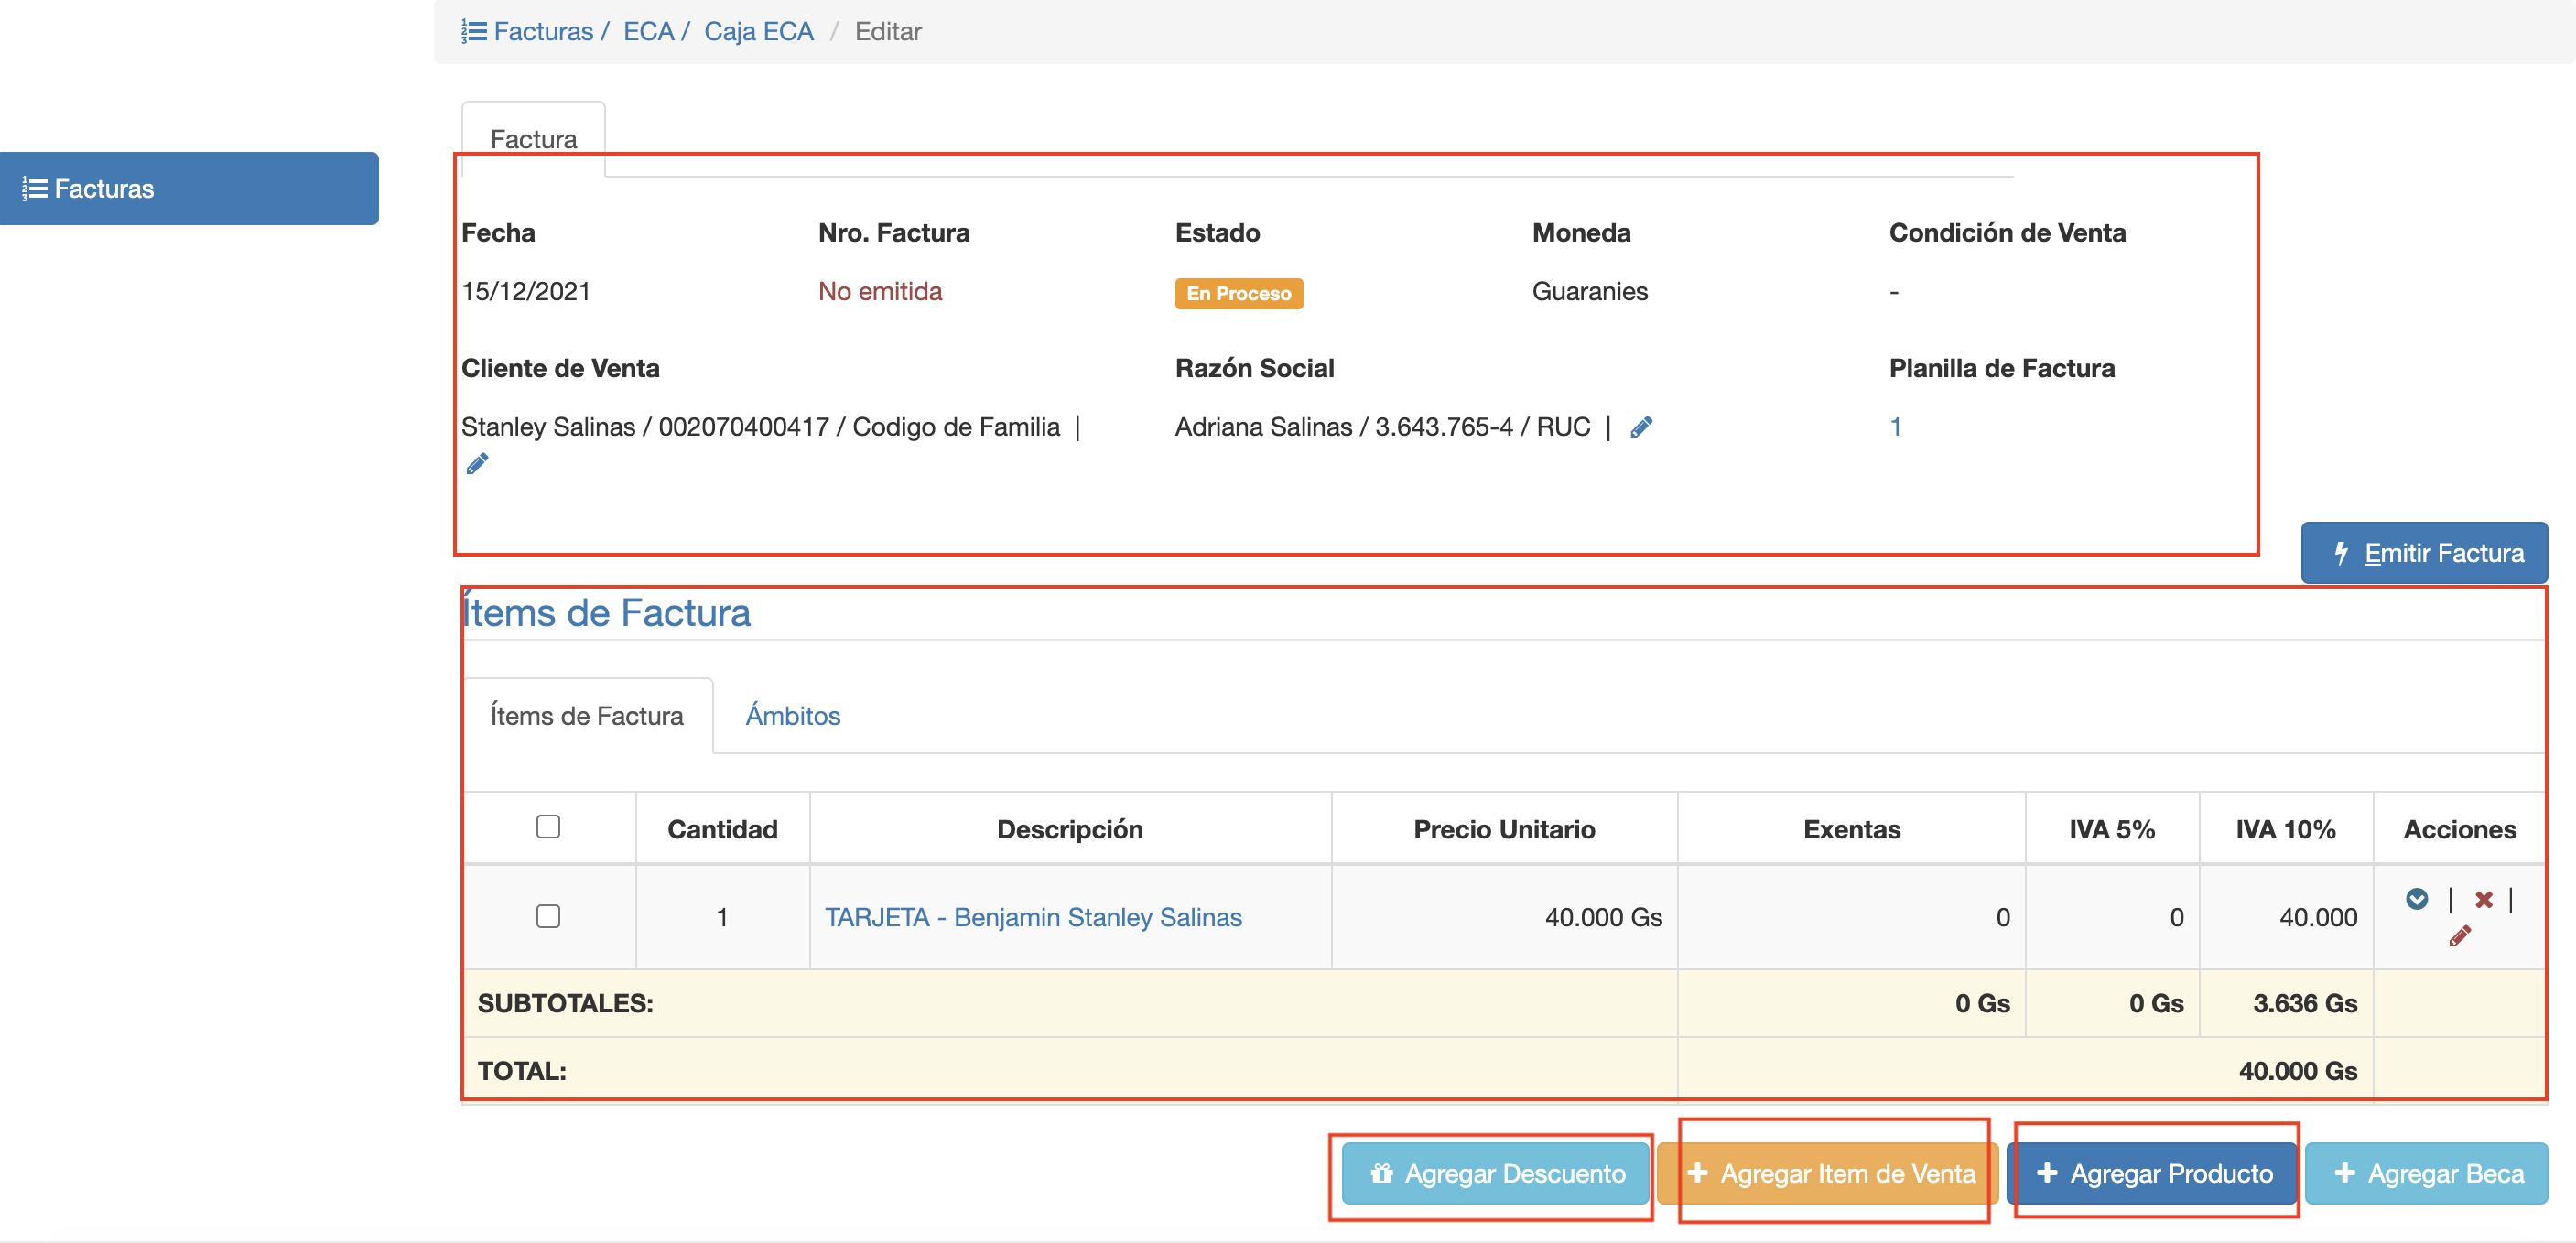 Facturas / ECA / Caja ECA / Editar
Factura
Facturas
Fecha Nro. Factura Estado Moneda Condición de Venta
15/12/2021 No emitida En Proceso Guaranies -
Cliente de Venta Razón Social Planilla de Factura
Stanley Salinas / 002070400417 / Codigo de Familia | Adriana Salinas / 3.643.765-4 / RUC | 1
Emitir Factura
Ítems de Factura
Ítems de Factura Ámbitos
Cantidad Descripción Precio Unitario Exentas IVA 5% IVA 10% Acciones
1 TARJETA - Benjamin Stanley Salinas 40.000 Gs 0 0 40.000 | |
SUBTOTALES: 0 Gs 0 Gs 3.636 Gs
TOTAL: 40.000 Gs
Agregar Descuento + Agregar Item de Venta + Agregar Producto + Agregar Beca